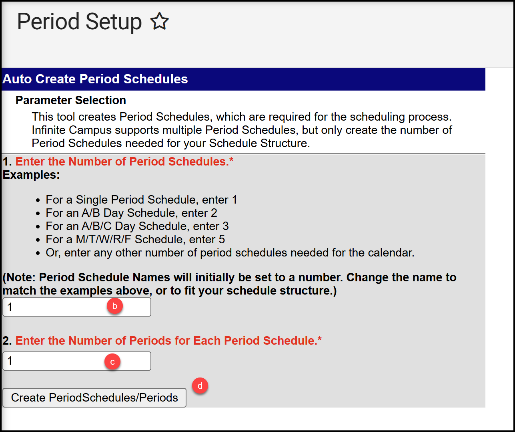 Period Setup ☆
Auto Create Period Schedules
Parameter Selection
This tool creates Period Schedules, which are required for the scheduling process.
Infinite Campus supports multiple Period Schedules, but only create the number of
Period Schedules needed for your Schedule Structure.
1. Enter the Number of Period Schedules.*
Examples:
• For a Single Period Schedule, enter 1
• For an A/B Day Schedule, enter 2
• For an A/B/C Day Schedule, enter 3
• For a M/T/W/R/F Schedule, enter 5
• Or, enter any other number of period schedules needed for the calendar.
(Note: Period Schedule Names will initially be set to a number. Change the name to
match the examples above, or to fit your schedule structure.)
1 b
2. Enter the Number of Periods for Each Period Schedule.*
1 c
d
Create PeriodSchedules/Periods